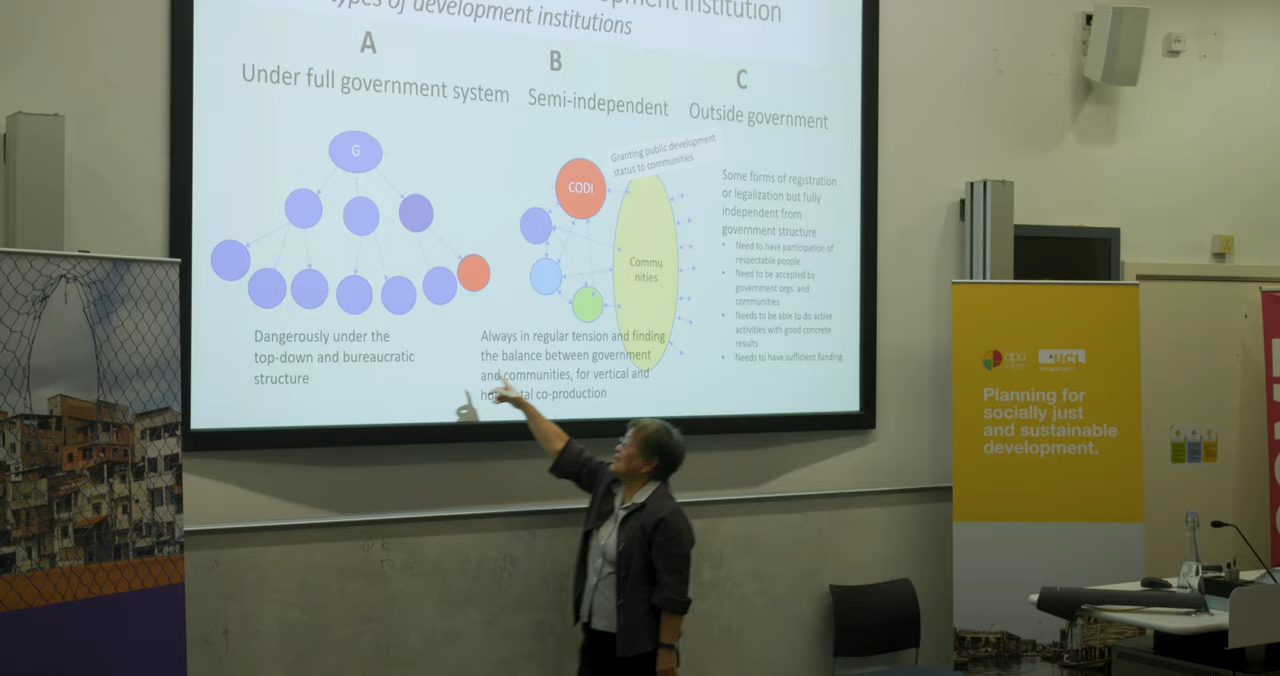 ment institution
types of development institutions
A
Under full government system
G
Dangerously under the
top-down and bureaucratic
structure
B
Semi-independent
CODI
Granting public development
status to communities
Commu
nities
Always in regular tension and finding
the balance between government
and communities, for vertical and
co-production
C
Outside government
Some forms of registration
or legalization but fully
independent from
government structure
• Need to have participation of
respectable people
• Need to be accepted by
government orgs. and
communities
• Needs to be able to do active
activities with good concrete
results
• Needs to have sufficient funding
dpu
UCL
Planning for
socially just
and sustainable
development.